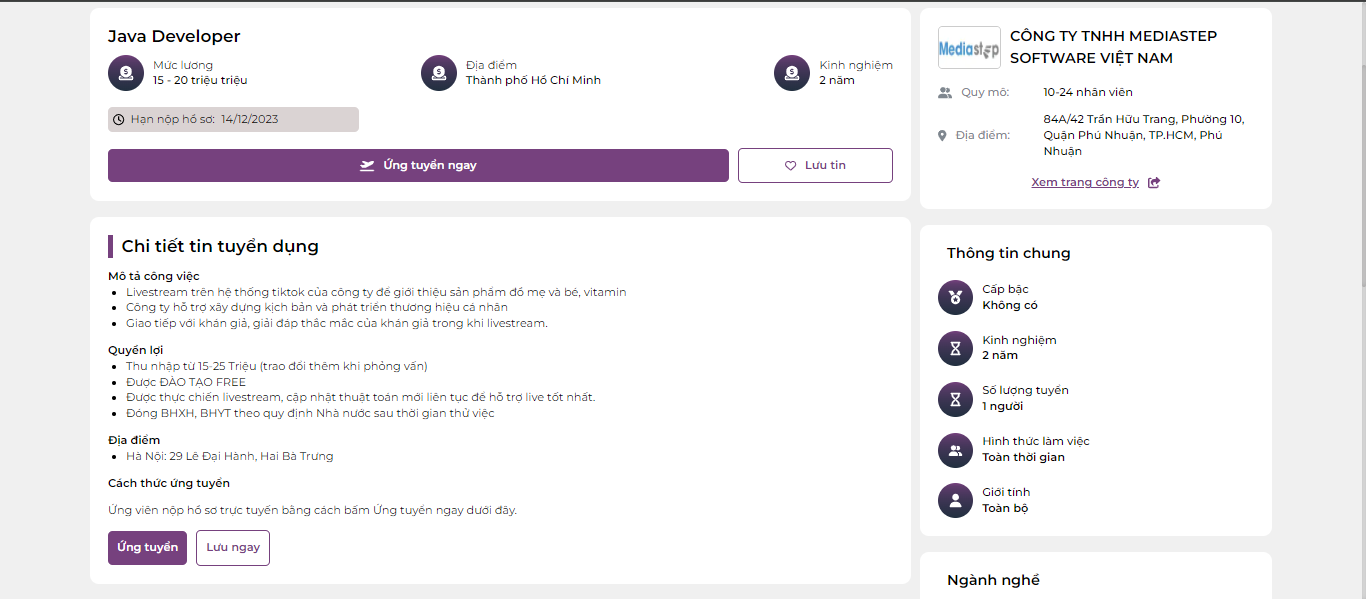 Java Developer
Mức lương
15 - 20 triệu triệu
Địa điểm
Thành phố Hồ Chí Minh
Kinh nghiệm
2 năm
Hạn nộp hồ sơ: 14/12/2023
Ứng tuyển ngay
Lưu tin
Chi tiết tin tuyển dụng
Mô tả công việc
Livestream trên hệ thống tiktok của công ty để giới thiệu sản phẩm đồ mẹ và bé, vitamin
Công ty hỗ trợ xây dựng kịch bản và phát triển thương hiệu cá nhân
Giao tiếp với khán giả, giải đáp thắc mắc của khán giả trong khi livestream.
Quyền lợi
Thu nhập từ 15-25 Triệu (trao đổi thêm khi phỏng vấn)
Được ĐÀO TẠO FREE
Được thực chiến livestream, cập nhật thuật toán mới liên tục để hỗ trợ live tốt nhất.
Đóng BHXH, BHYT theo quy định Nhà nước sau thời gian thử việc
Địa điểm
Hà Nội: 29 Lê Đại Hành, Hai Bà Trưng
Cách thức ứng tuyển
Ứng viên nộp hồ sơ trực tuyến bằng cách bấm Ứng tuyển ngay dưới đây.
Ứng tuyển
Lưu ngay
Mediastep
CÔNG TY TNHH MEDIASTEP
SOFTWARE VIỆT NAM
Quy mô: 10-24 nhân viên
Địa điểm: 84A/42 Trần Hữu Trang, Phường 10,
Quận Phú Nhuận, TP.HCM, Phú
Nhuận
Xem trang công ty
Thông tin chung
Cấp bậc
Không có
Kinh nghiệm
2 năm
Số lượng tuyển
1 người
Hình thức làm việc
Toàn thời gian
Giới tính
Toàn bộ
Ngành nghề